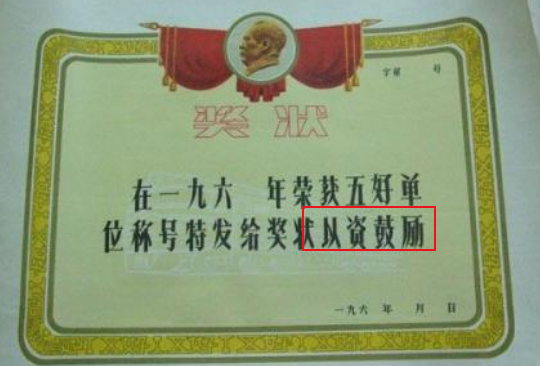 字第 号
奖状
在一九六 年荣获五好单
位称号特发给奖状以资鼓励
一九六 年 月 日